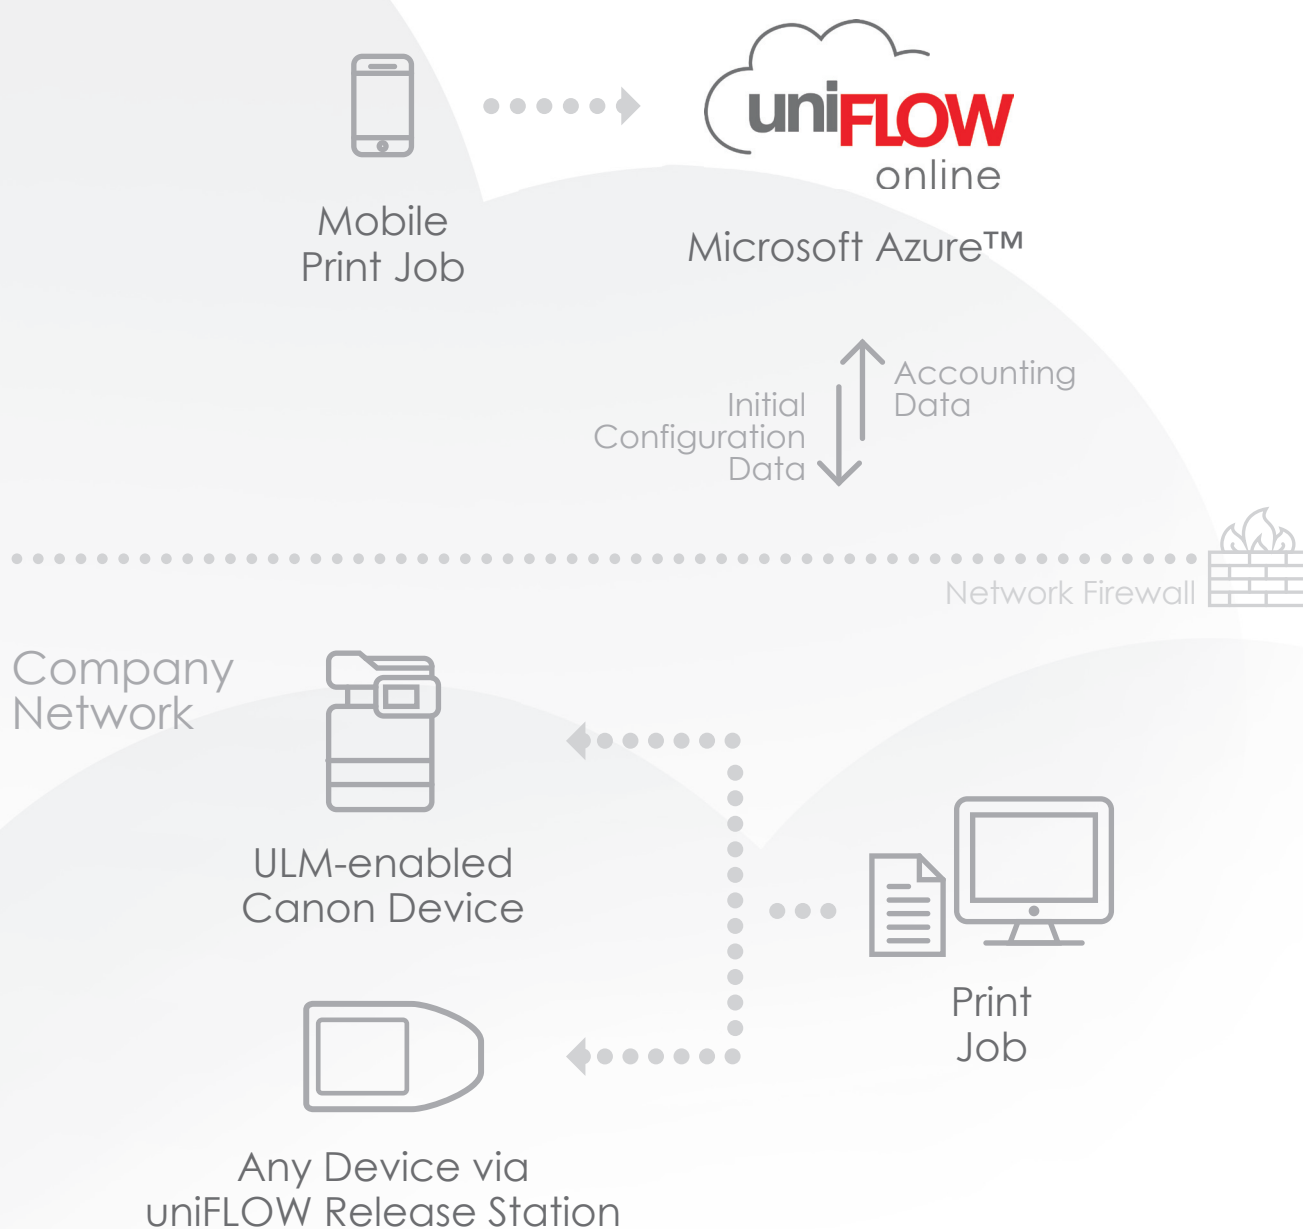 uniFLOW
online
Mobile
Print Job
Microsoft Azure™
Accounting
Data
Initial
Configuration
Data
Network Firewall
Company
Network
ULM-enabled
Canon Device
Print
Job
Any Device via
uniFLOW Release Station